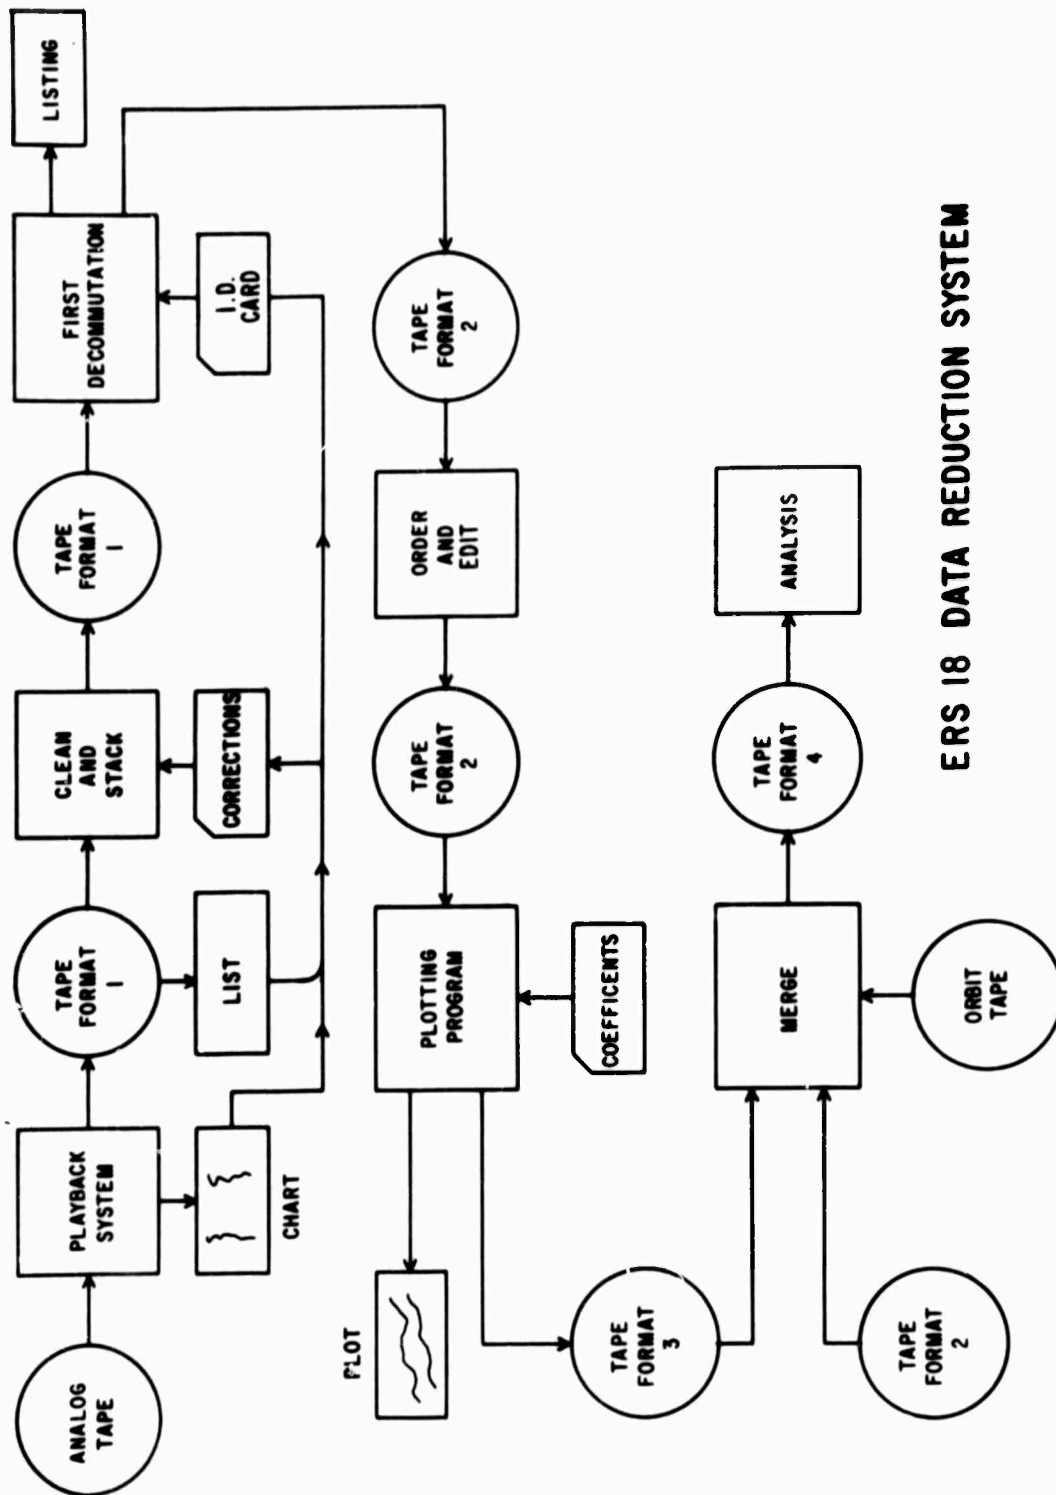 ANALOG
TAPE
PLAYBACK
SYSTEM
CHART
TAPE
FORMAT
1
LIST
CLEAN
AND
STACK
CORRECTIONS
TAPE
FORMAT
1
FIRST
DECOMMUTATION
I.D.
CARD
LISTING
TAPE
FORMAT
2
ORDER
AND
EDIT
TAPE
FORMAT
2
PLOTTING
PROGRAM
COEFFICENTS
PLOT
TAPE
FORMAT
3
TAPE
FORMAT
2
MERGE
ORBIT
TAPE
TAPE
FORMAT
4
ANALYSIS
ERS 18 DATA REDUCTION SYSTEM